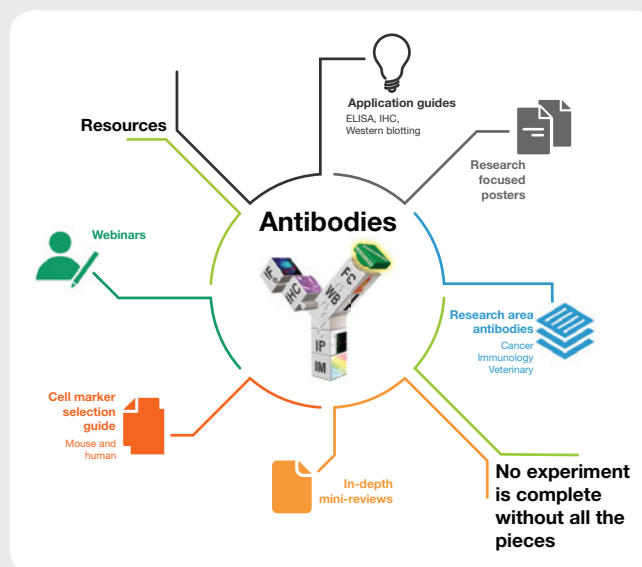 Resources
Application guides
ELISA, IHC,
Western blotting
Research
focused
posters
Antibodies
Webinars
IF
IHC
FC
WB
IP
IM
Research area
antibodies
Cancer
Immunology
Veterinary
Cell marker
selection
guide
Mouse and
human
In-depth
mini-reviews
No experiment
is complete
without all the
pieces